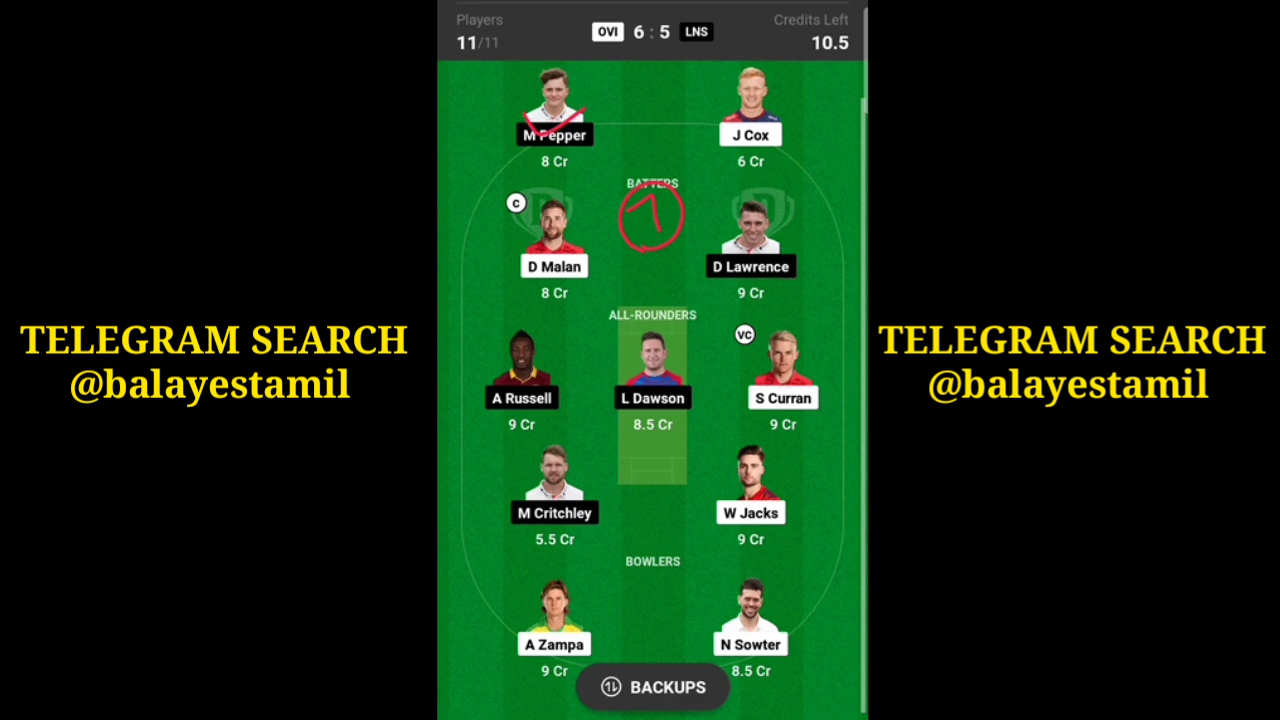 Players
11/11
OVI 6 : 5 LNS
Credits Left
10.5
M Pepper
8 Cr
J Cox
6 Cr
BATTERS
1
C
D Malan
8 Cr
D Lawrence
9 Cr
ALL-ROUNDERS
VC
A Russell
9 Cr
L Dawson
8.5 Cr
S Curran
9 Cr
M Critchley
5.5 Cr
W Jacks
9 Cr
BOWLERS
A Zampa
9 Cr
N Sowter
8.5 Cr
BACKUPS
TELEGRAM SEARCH
@balayestamil
TELEGRAM SEARCH
@balayestamil